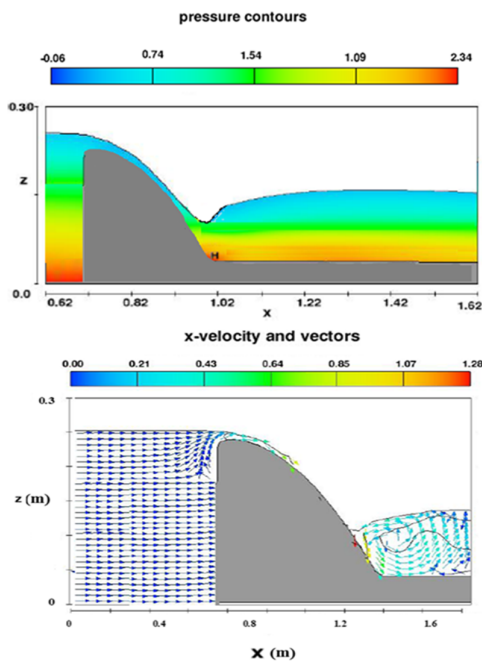 pressure contours
-0.06 0.74 1.54 1.09 2.34
0.30
z
H
0.0
0.62 0.82 1.02 1.22 1.42 1.62
x
x-velocity and vectors
0.00 0.21 0.43 0.64 0.85 1.07 1.28
0.3
z (m)
0
0 0.4 0.8 1.2 1.6
X (m)